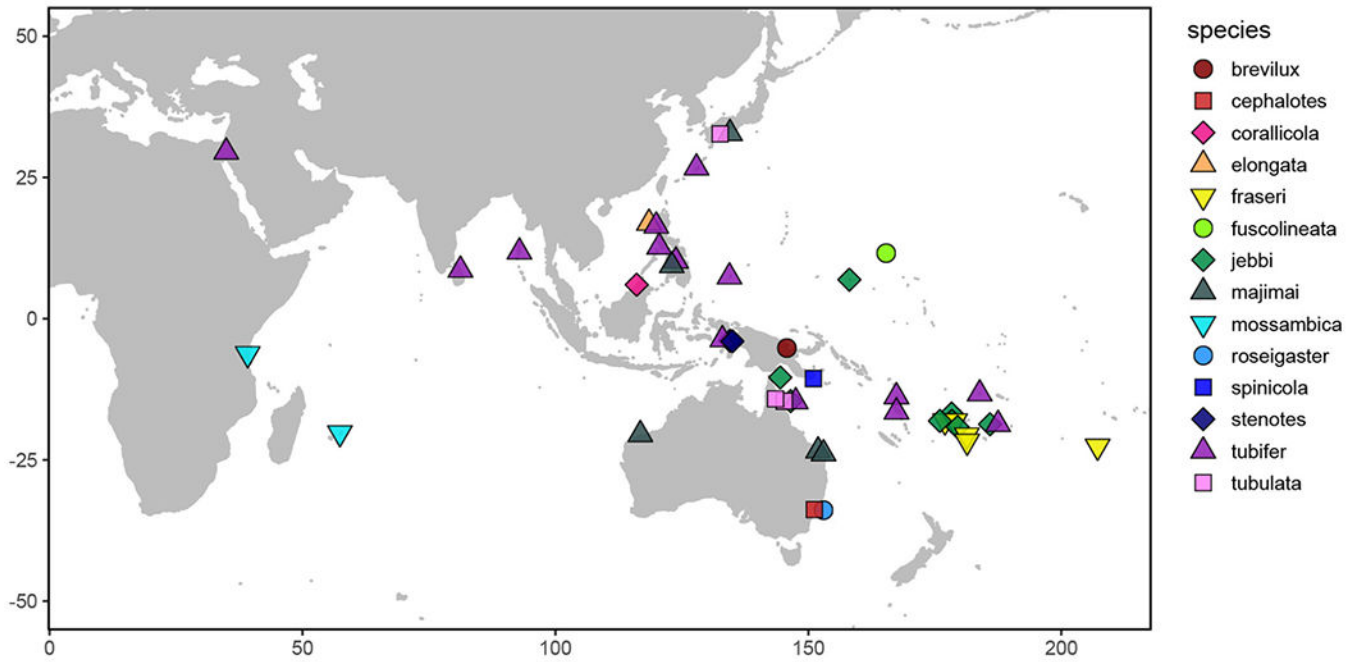 species
brevilux
cephalotes
corallicola
elongata
fraseri
fuscolineata
jebbi
majimai
mossambica
roseigaster
spinicola
stenotes
tubifer
tubulata
50
25
0
-25
-50
0 50 100 150 200